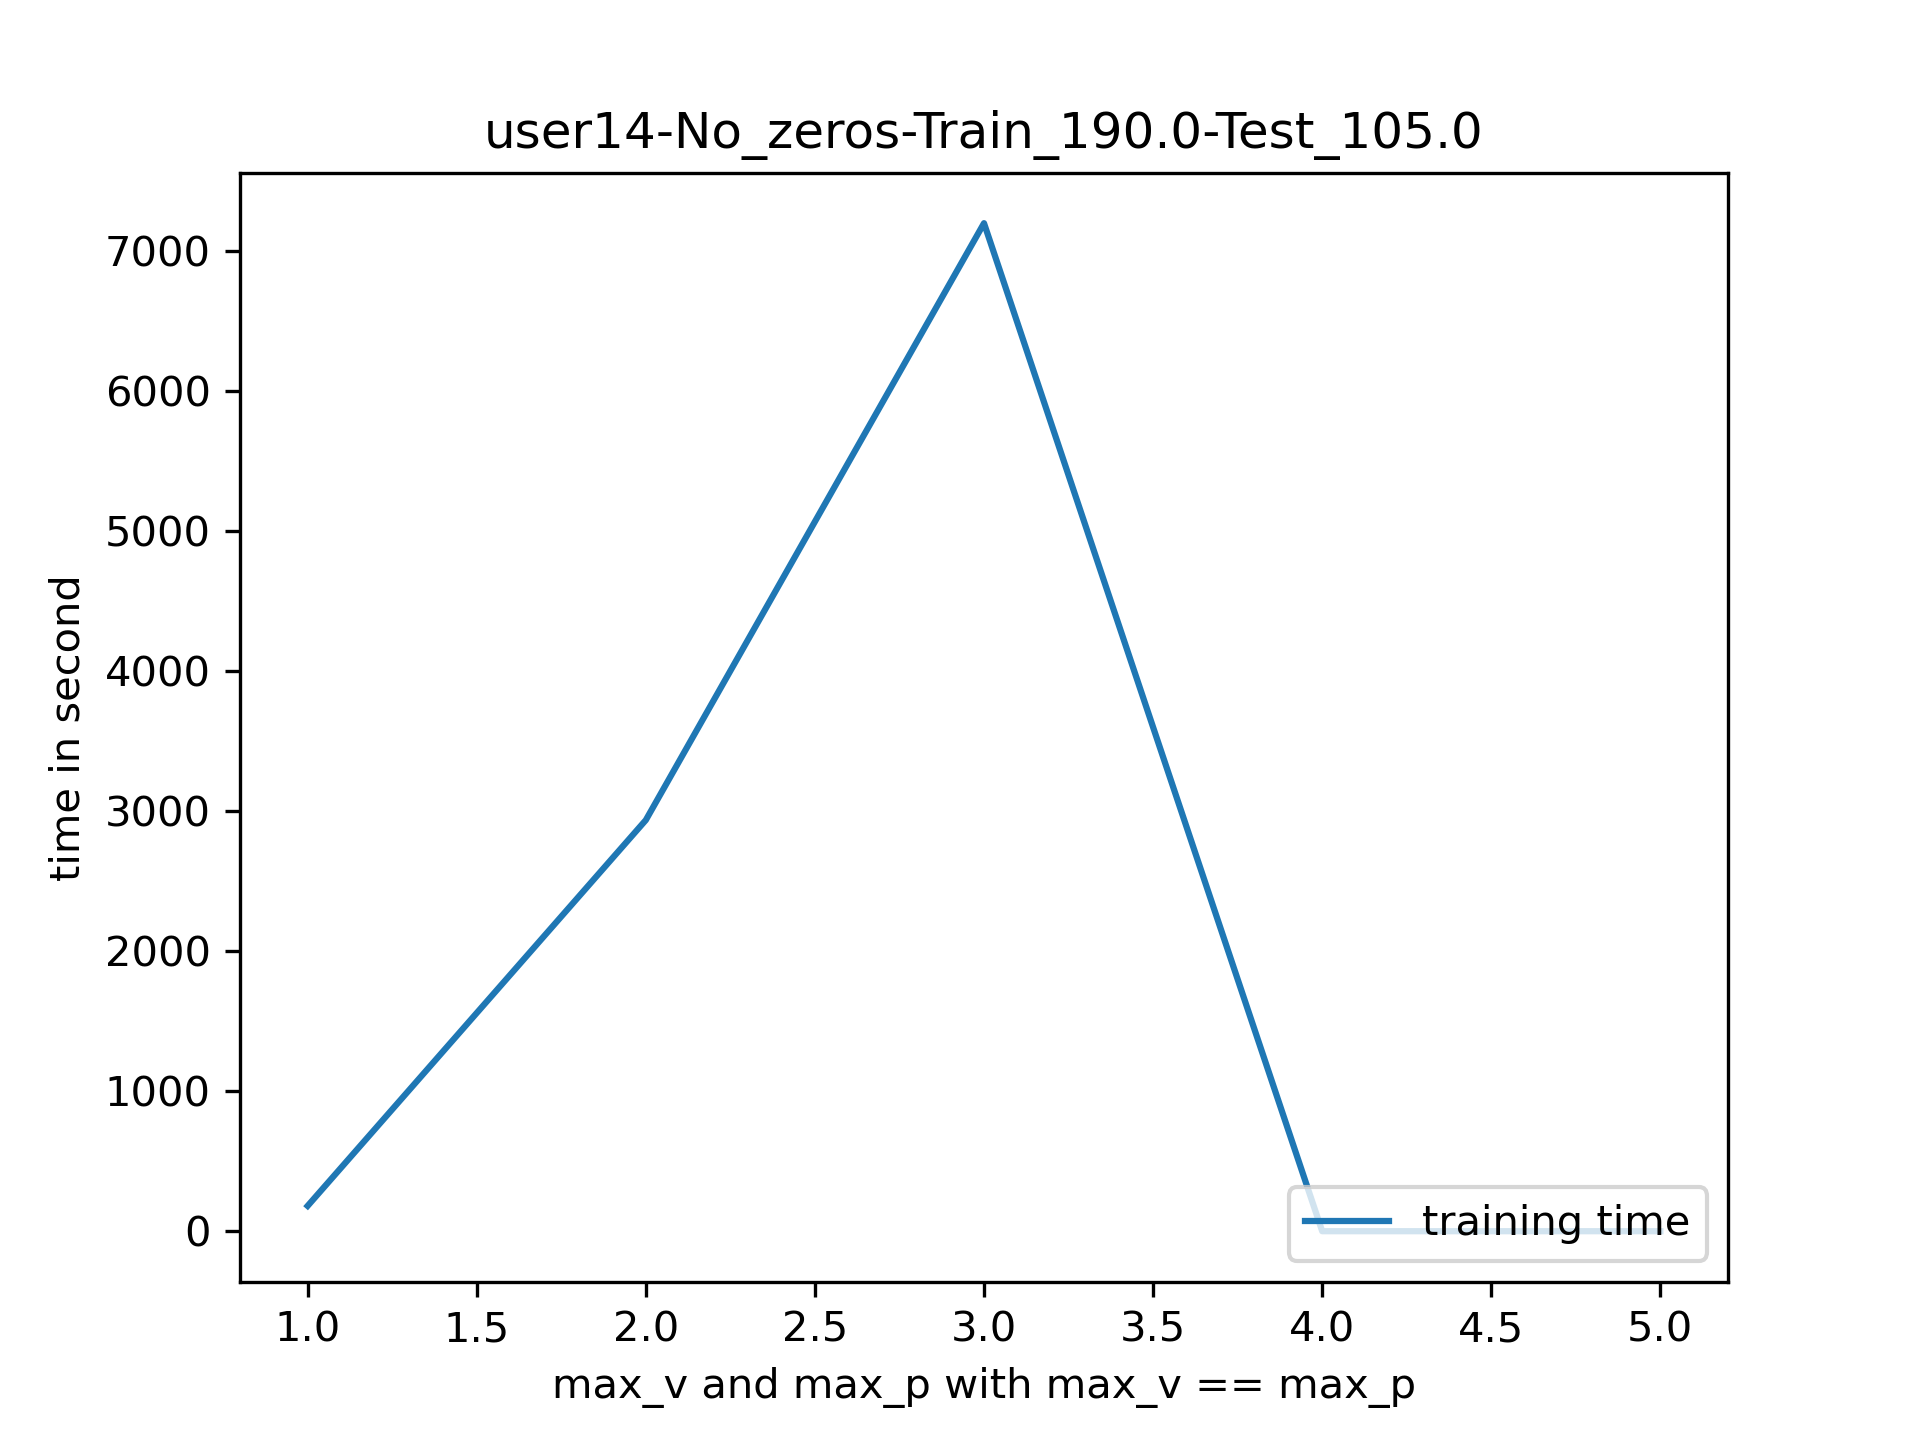 user14-No_zeros-Train_190.0-Test_105.0
7000
6000
5000
4000
3000
2000
1000
0
time in second
training time
1.0 1.5 2.0 2.5 3.0 3.5 4.0 4.5 5.0
max_v and max_p with max_v == max_p